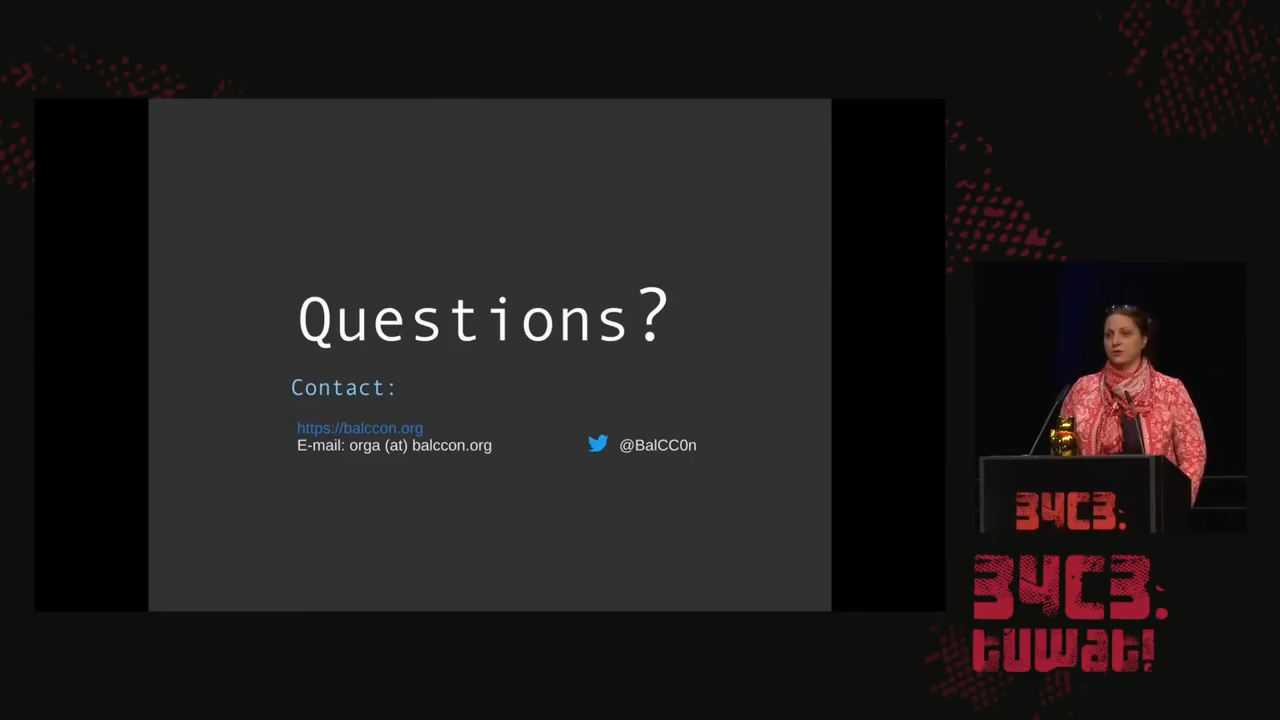 Questions?
Contact:
https://balccon.org
E-mail: orga (at) balccon.org
@BalCC0n
34C3.
34C3.
tuwat!